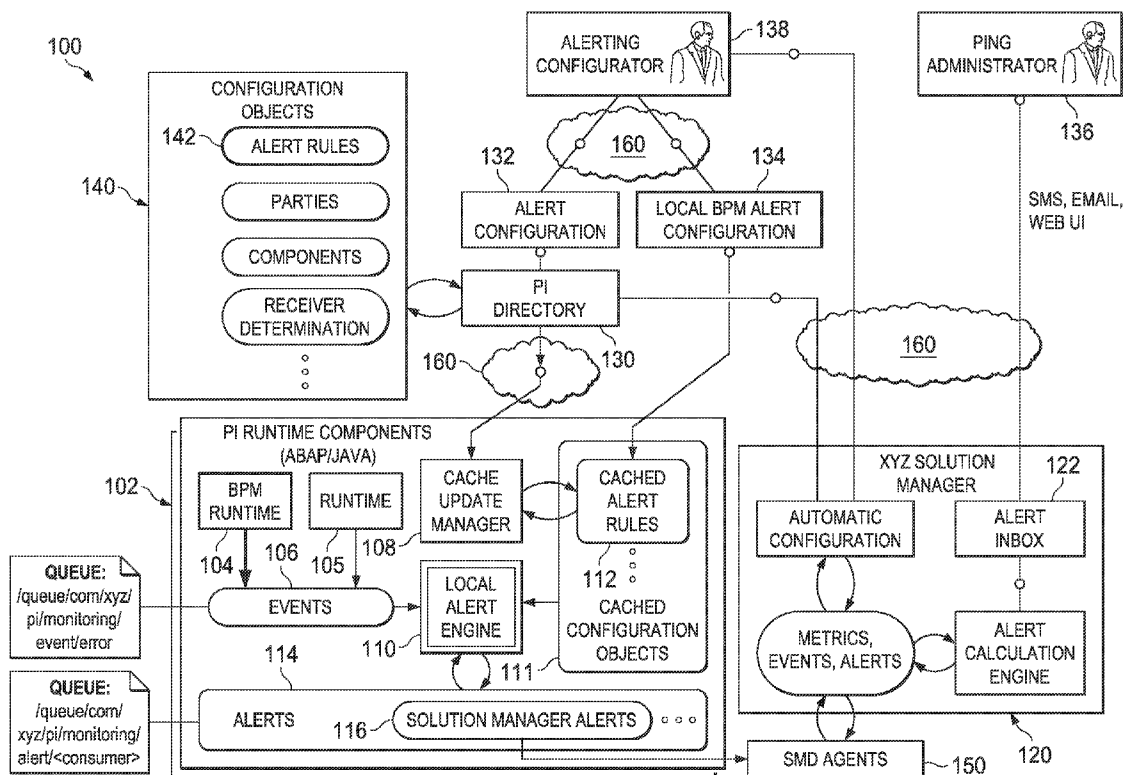 100
CONFIGURATION
OBJECTS
142
ALERT RULES
140
PARTIES
COMPONENTS
RECEIVER
DETERMINATION
ALERTING
CONFIGURATOR
138
PING
ADMINISTRATOR
136
160
132
134
ALERT
CONFIGURATION
LOCAL BPM ALERT
CONFIGURATION
SMS, EMAIL,
WEB UI
PI
DIRECTORY
130
160
160
PI RUNTIME COMPONENTS
(ABAP/JAVA)
102
BPM
RUNTIME
RUNTIME
CACHE
UPDATE
MANAGER
CACHED
ALERT
RULES
104
106
105
108
112
QUEUE:
/queue/com/xyz/
pi/monitoring/
event/error
EVENTS
LOCAL
ALERT
ENGINE
110
CACHED
CONFIGURATION
OBJECTS
111
114
QUEUE:
/queue/com/
xyz/pi/monitoring/
alert/<consumer>
ALERTS
116
SOLUTION MANAGER ALERTS
XYZ SOLUTION
MANAGER
122
AUTOMATIC
CONFIGURATION
ALERT
INBOX
METRICS,
EVENTS, ALERTS
ALERT
CALCULATION
ENGINE
120
SMD AGENTS
150